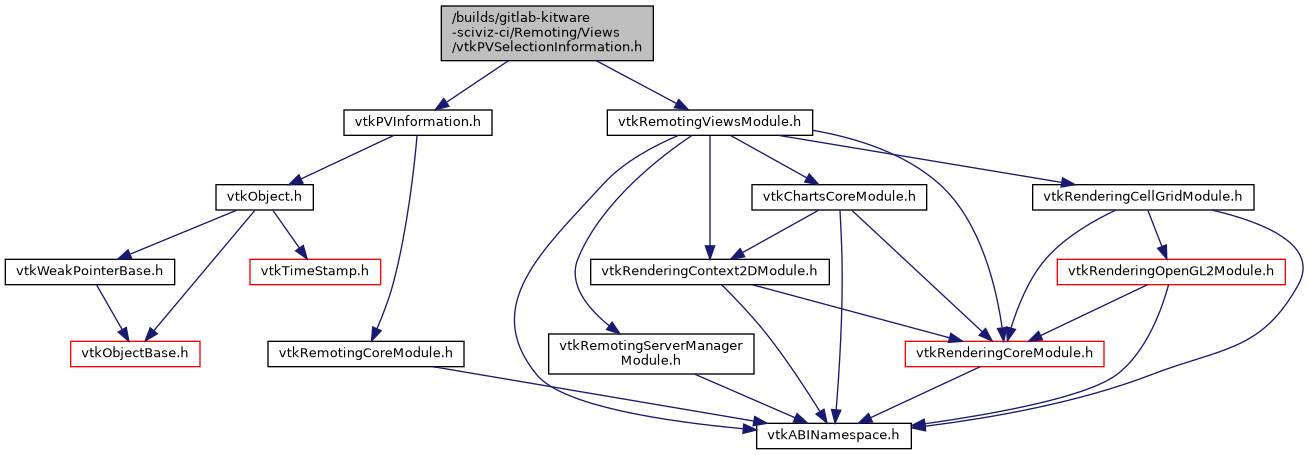 /builds/gitlab-kitware
-sciviz-ci/Remoting/Views
/vtkPVSelectionInformation.h
vtkPVInformation.h
vtkRemotingViewsModule.h
vtkObject.h
vtkChartsCoreModule.h
vtkRenderingCellGridModule.h
vtkWeakPointerBase.h
vtkTimeStamp.h
vtkRenderingContext2DModule.h
vtkRenderingOpenGL2Module.h
vtkObjectBase.h
vtkRemotingCoreModule.h
vtkRemotingServerManager
Module.h
vtkRenderingCoreModule.h
vtkABINamespace.h